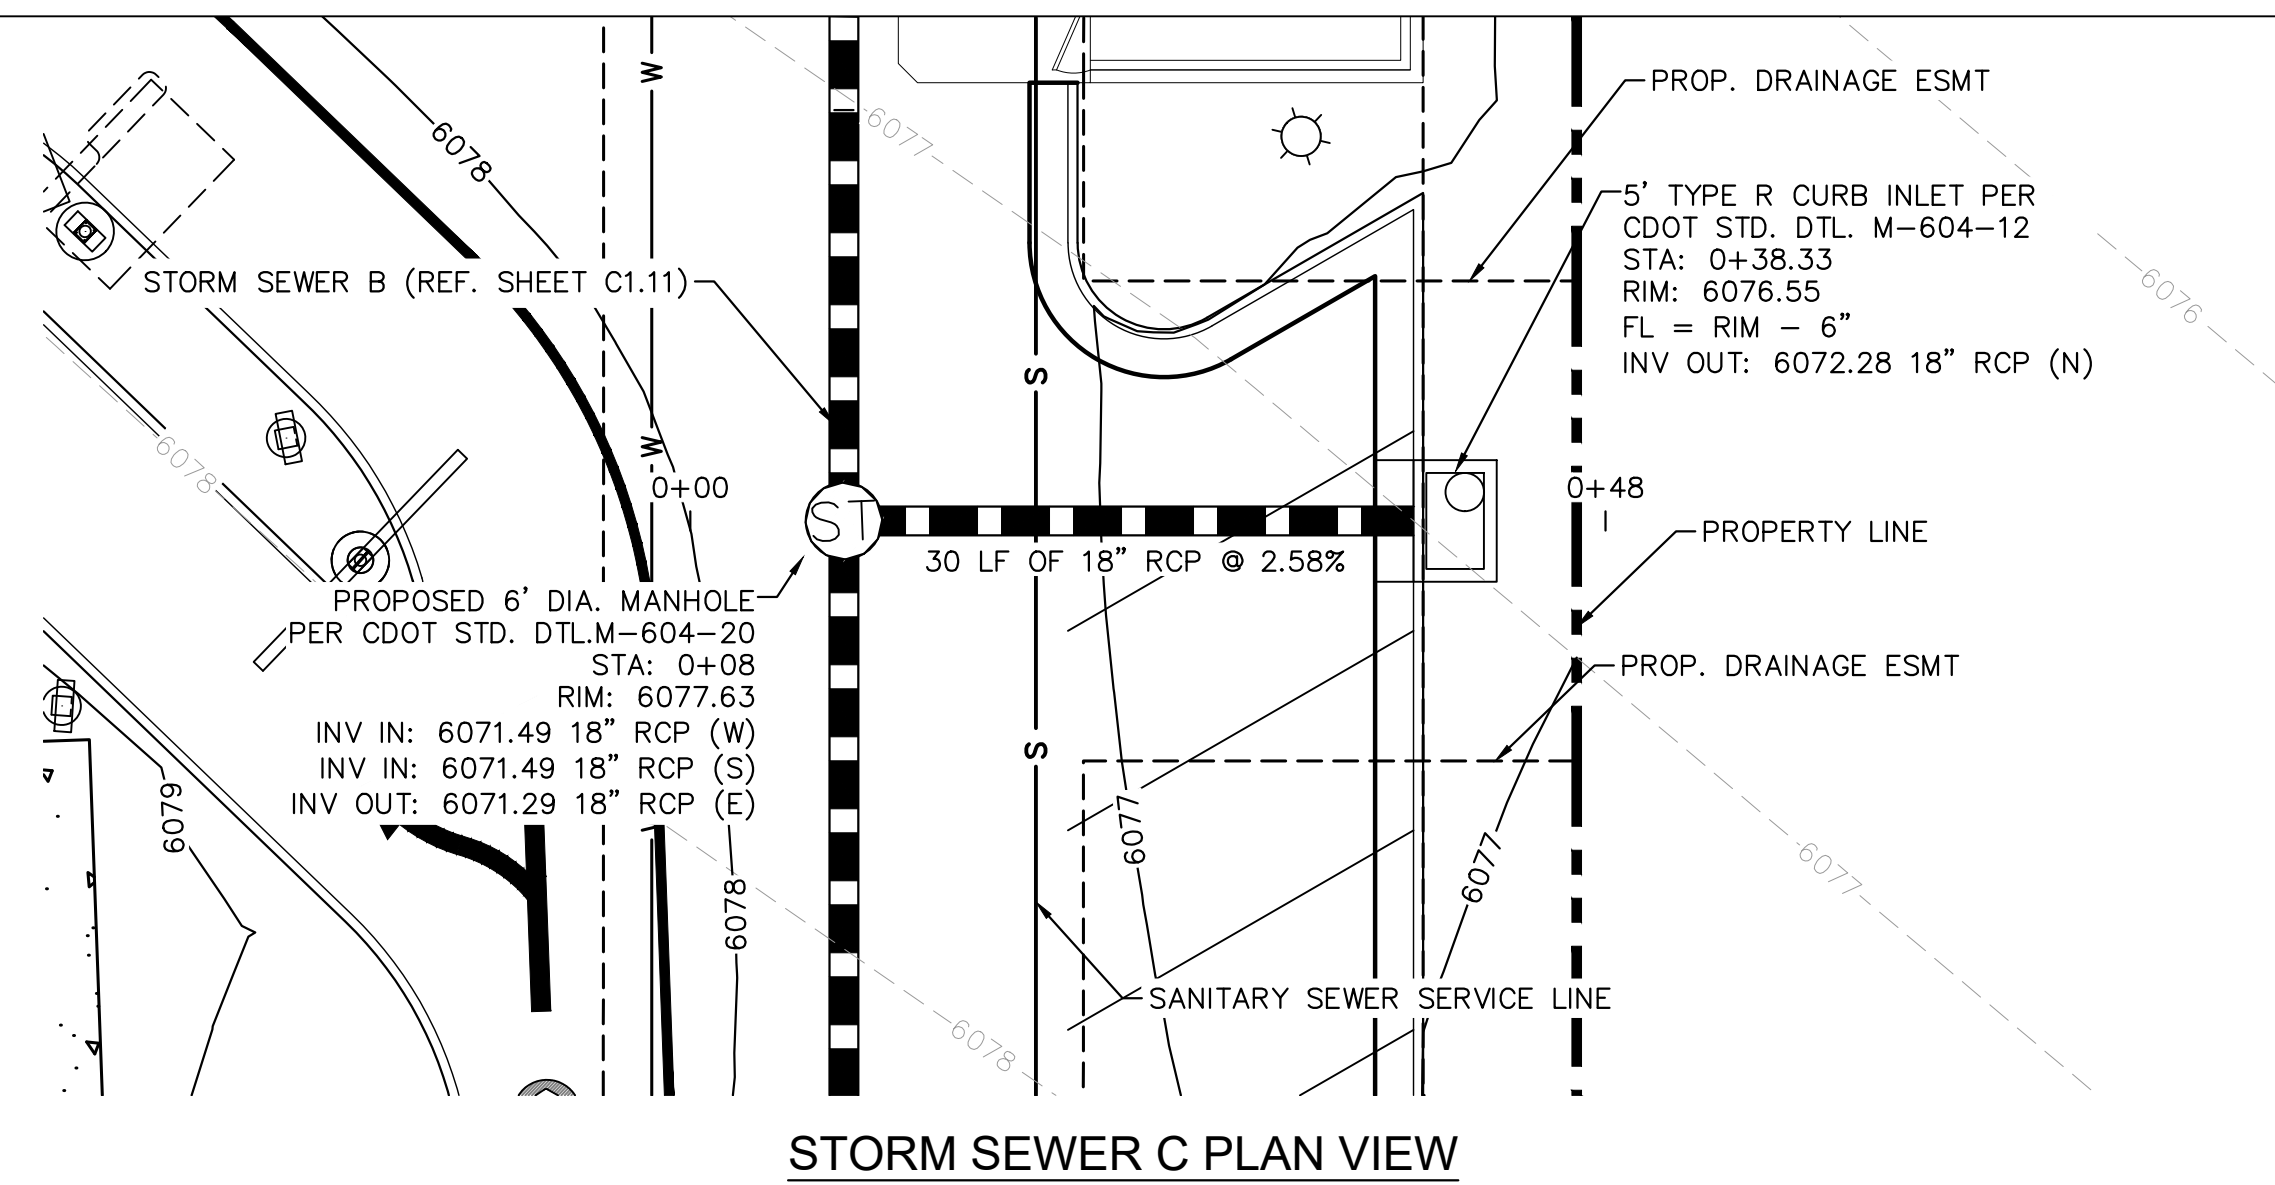 W
PROP. DRAINAGE ESMT
6077
6078
5' TYPE R CURB INLET PER
CDOT STD. DTL. M-604-12
STA: 0+38.33
RIM: 6076.55
FL = RIM - 6"
INV OUT: 6072.28 18" RCP (N)
STORM SEWER B (REF. SHEET C1.11)
6076
S
W
6078
0+00
0+48
ST
PROPERTY LINE
30 LF OF 18" RCP @ 2.58%
PROPOSED 6' DIA. MANHOLE
PER CDOT STD. DTL.M-604-20
STA: 0+08
RIM: 6077.63
INV IN: 6071.49 18" RCP (W)
INV IN: 6071.49 18" RCP (S)
INV OUT: 6071.29 18" RCP (E)
PROP. DRAINAGE ESMT
S
6079
6077
6077
6077
6078
SANITARY SEWER SERVICE LINE
6078
STORM SEWER C PLAN VIEW